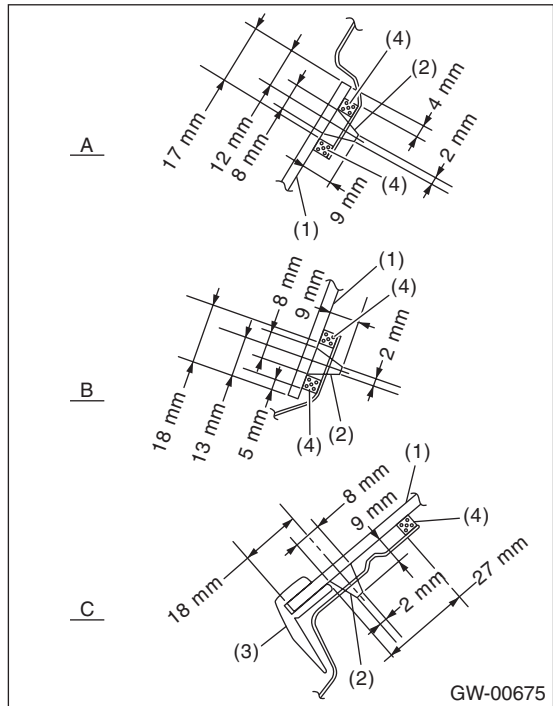 (4)
(2)
4 mm
A
17 mm
12 mm
8 mm
2 mm
(4)
9 mm
(1)
(1)
8 mm
9 mm
(4)
2 mm
B
18 mm
13 mm
5 mm
(4)
(2)
(1)
8 mm
9 mm
(4)
18 mm
27 mm
2 mm
C
(3)
(2)
GW-00675